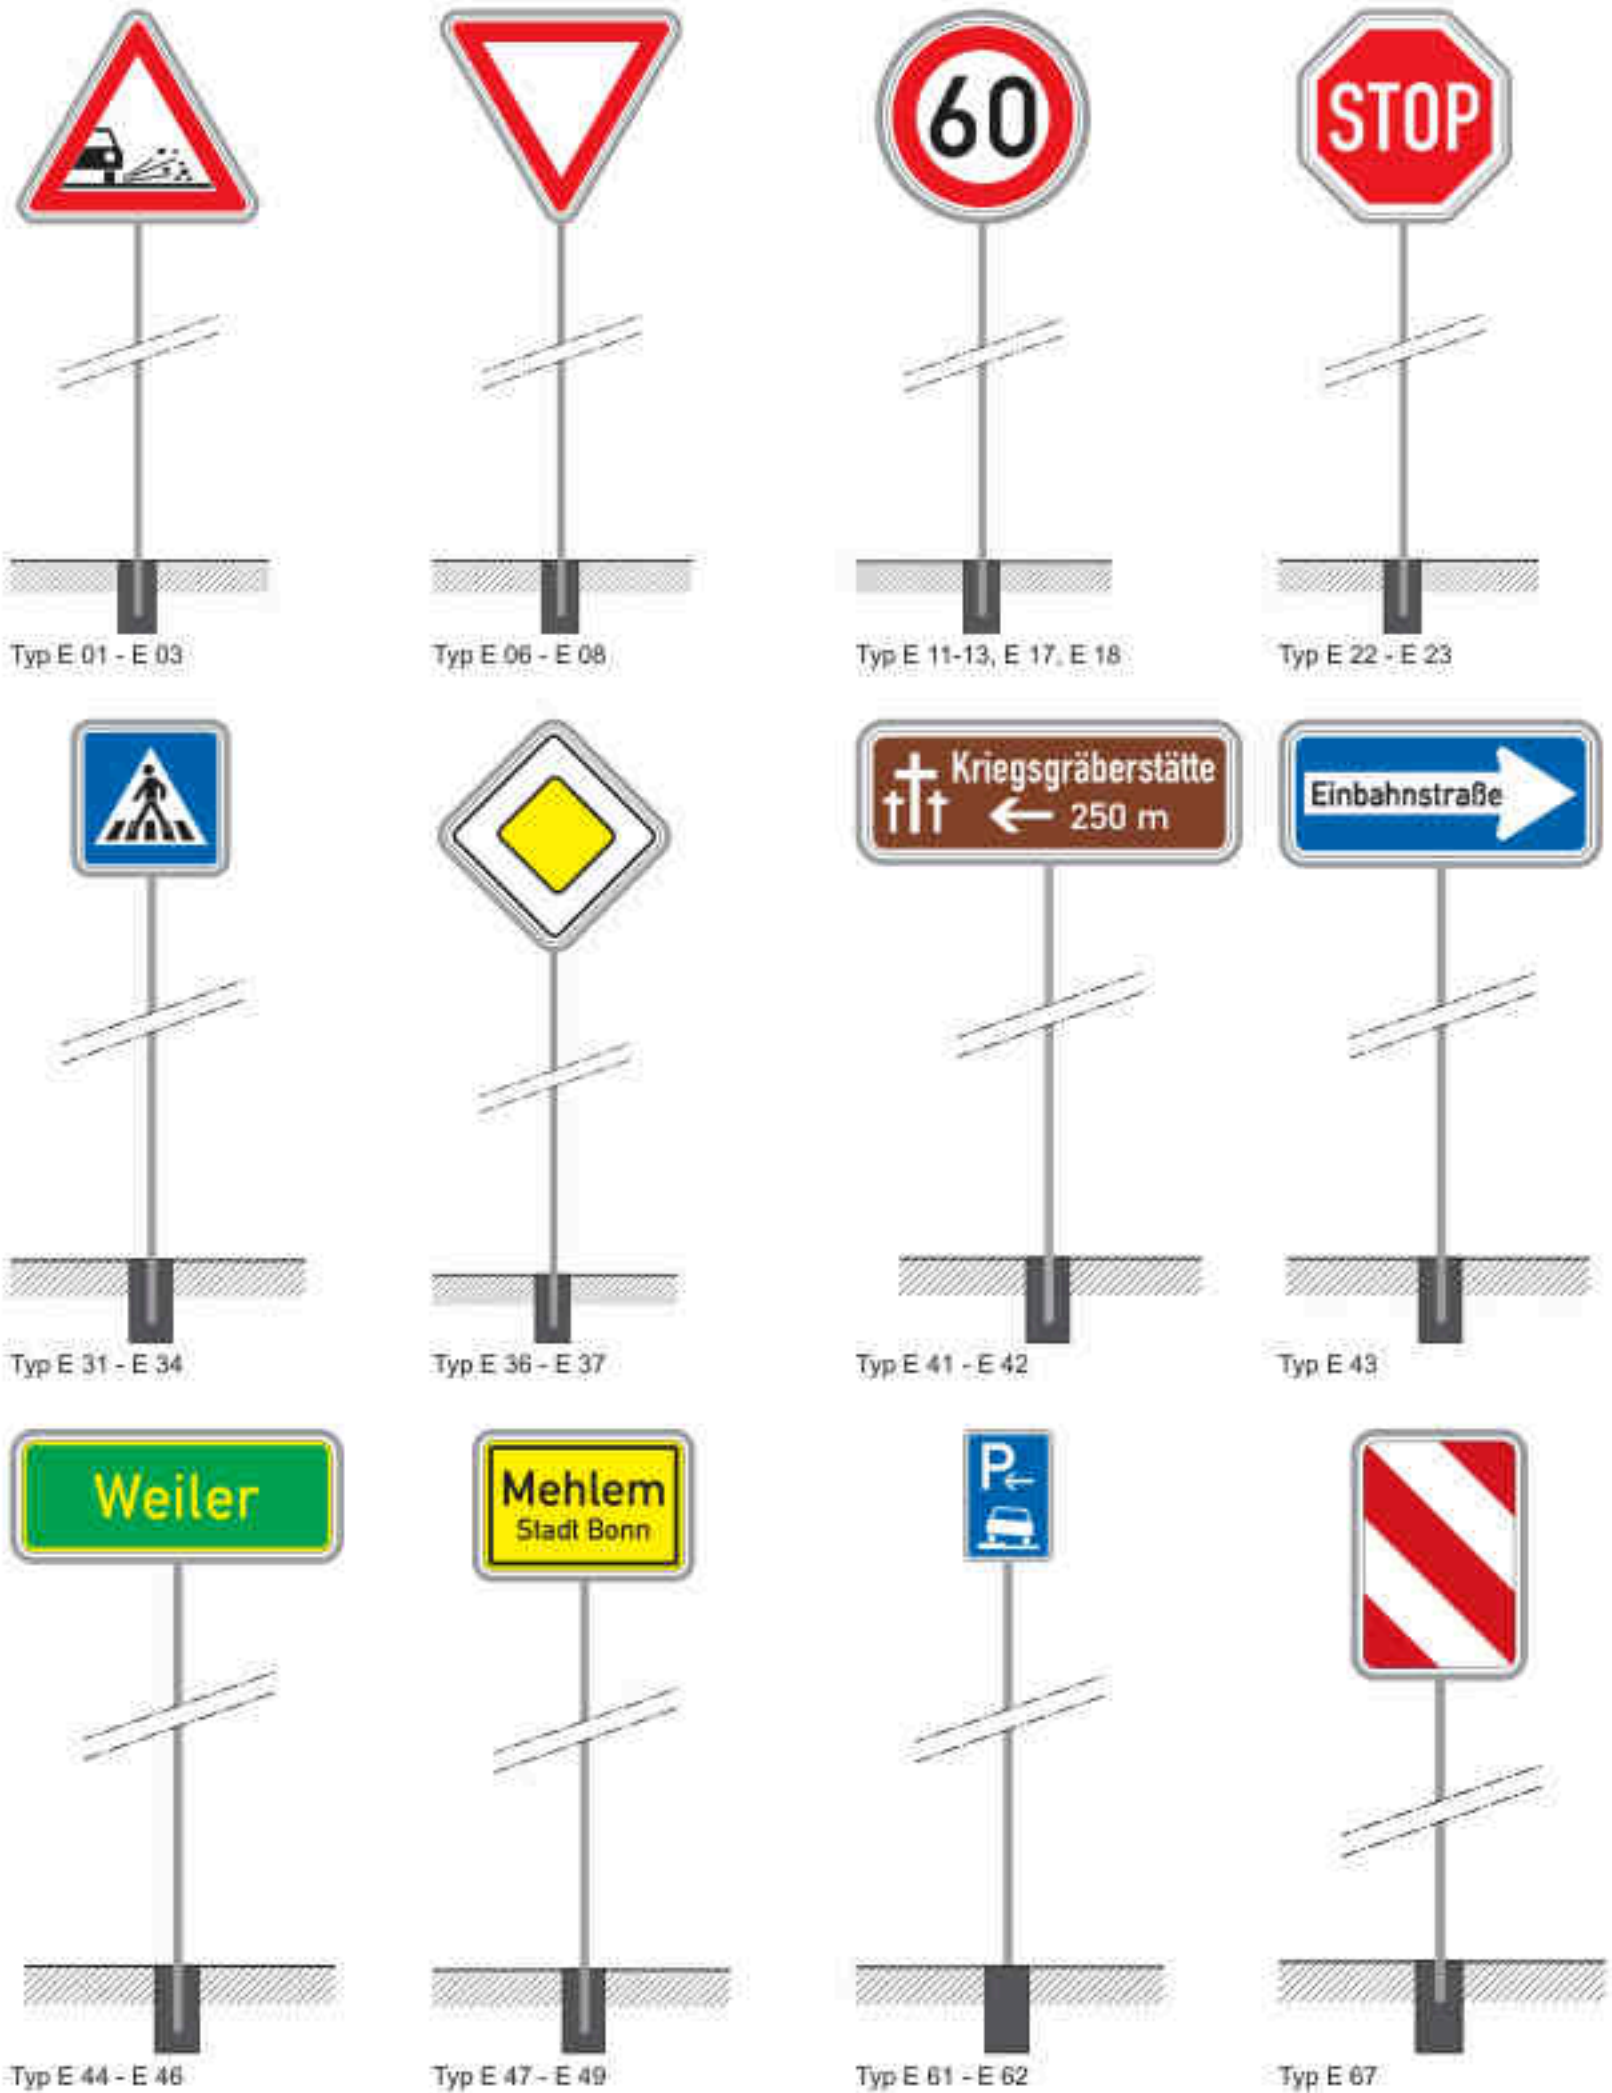 60
STOP
Typ E 01 - E 03
Typ E 06 - E 08
Typ E 11-13, E 17, E 18
Typ E 22 - E 23
Kriegsgräberstätte
250 m
Einbahnstraße
Typ E 31 - E 34
Typ E 36 - E 37
Typ E 41 - E 42
Typ E 43
Weiler
Mehlem
Stadt Bonn
P
Typ E 44 - E 46
Typ E 47 - E 49
Typ E 61 - E 62
Typ E 67